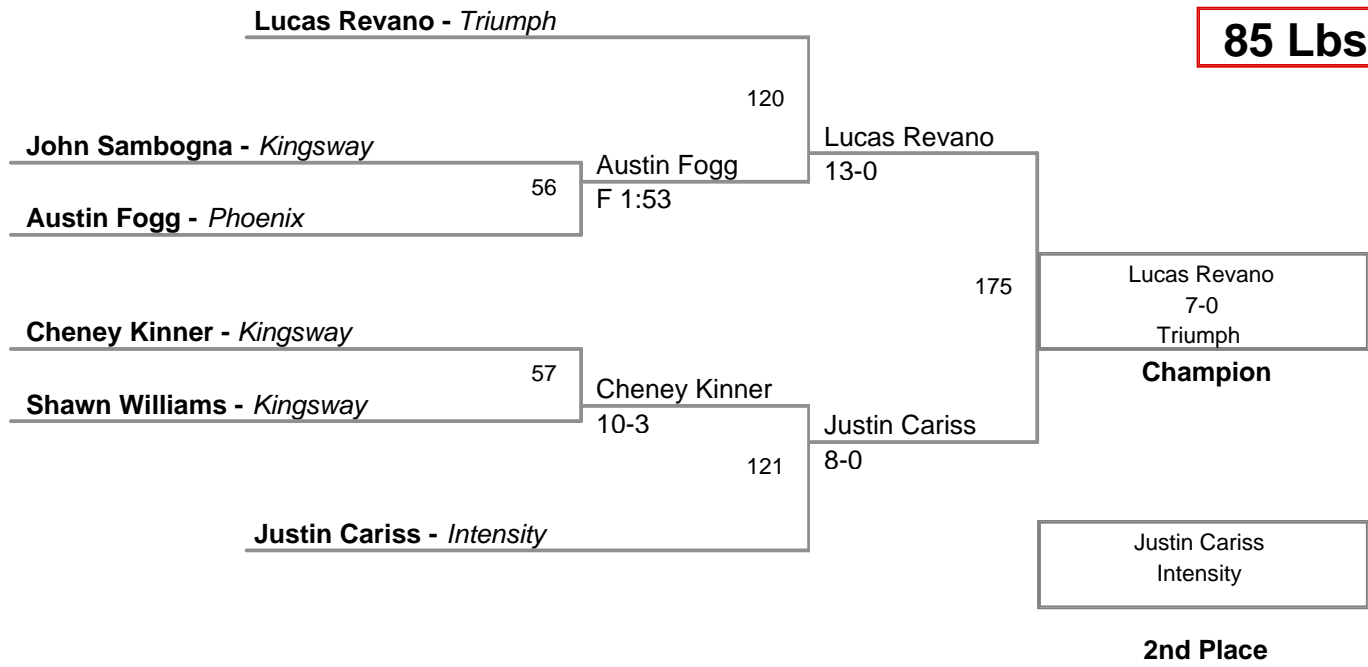 Lucas Revano - Triumph
85 Lbs
120
John Sambogna - Kingsway
Lucas Revano
13-0
Austin Fogg
F 1:53
56
Austin Fogg - Phoenix
175
Lucas Revano
7-0
Triumph
Champion
Cheney Kinner - Kingsway
57
Cheney Kinner
10-3
Shawn Williams - Kingsway
Justin Cariss
8-0
121
Justin Cariss - Intensity
Justin Cariss
Intensity
2nd Place